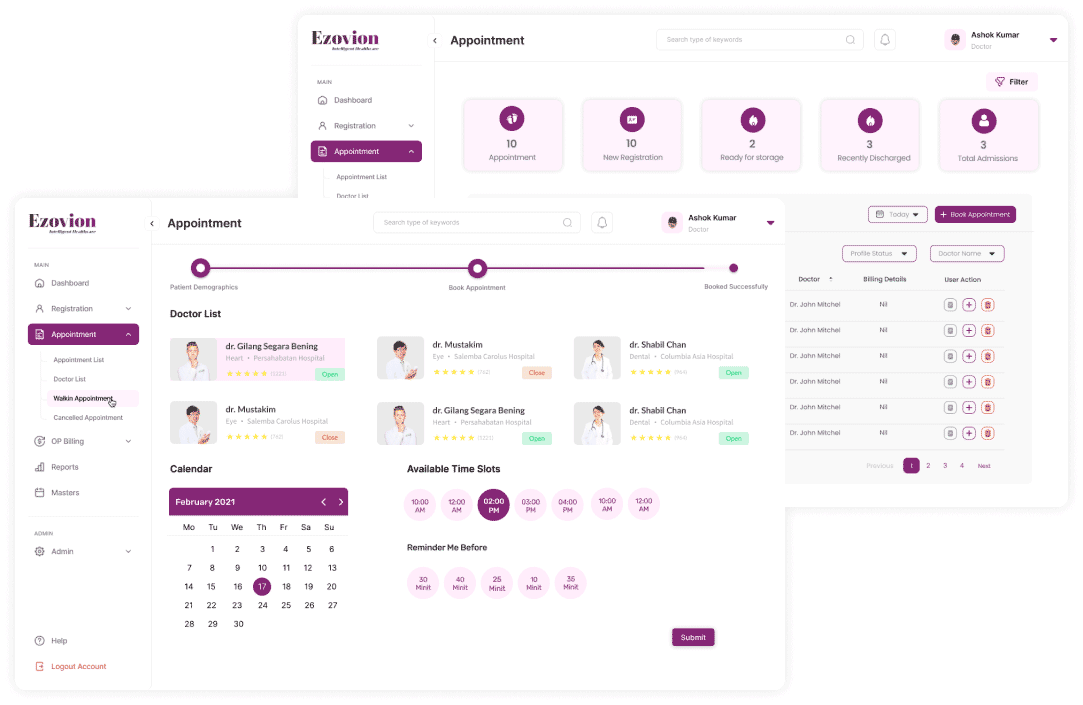 Ezovion
Intelligent Healthcare
Appointment
Search type of keywords
Ashok Kumar
Doctor
MAIN
Dashboard
Registration
Appointment
Appointment List
Doctor List
Filter
10
Appointment
10
New Registration
2
Ready for storage
3
Recently Discharged
3
Total Admissions
Today
+ Book Appointment
Profile Status
Doctor Name
Doctor Billing Details User Action
Dr. John Mitchel Nil
Dr. John Mitchel Nil
Dr. John Mitchel Nil
Dr. John Mitchel Nil
Dr. John Mitchel Nil
Dr. John Mitchel Nil
Previous 1 2 3 4 Next
Ezovion
Intelligent Healthcare
Appointment
Search type of keywords
Ashok Kumar
Doctor
MAIN
Dashboard
Registration
Appointment
Appointment List
Doctor List
Walkin Appointment
Cancelled Appointment
OP Billing
Reports
Masters
ADMIN
Admin
Help
Logout Account
Patient Demographics
Book Appointment
Booked Successfully
Doctor List
dr. Gilang Segara Bening
Heart • Persahabatan Hospital
(1221)
Open
dr. Mustakim
Eye • Salemba Carolus Hospital
(762)
Close
dr. Shabil Chan
Dental • Columbia Asia Hospital
(964)
Open
dr. Mustakim
Eye • Salemba Carolus Hospital
(762)
Close
dr. Gilang Segara Bening
Heart • Persahabatan Hospital
(1221)
Open
dr. Shabil Chan
Dental • Columbia Asia Hospital
(964)
Open
Calendar
February 2021
Mo Tu We Th Fr Sa Su
1 2 3 4 5 6
7 8 9 10 11 12 13
14 15 16 17 18 19 20
21 22 23 24 25 26 27
28 29 30
Available Time Slots
10:00
AM
12:00
AM
02:00
PM
03:00
PM
04:00
PM
10:00
AM
12:00
AM
Reminder Me Before
30
Minit
40
Minit
25
Minit
10
Minit
35
Minit
Submit